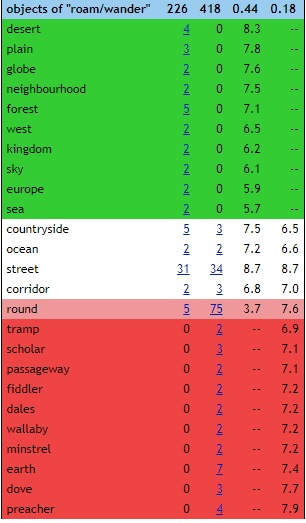 objects of "roam/wander" 226 418 0.44 0.18
desert 4 0 8.3 --
plain 3 0 7.8 --
globe 2 0 7.6 --
neighbourhood 2 0 7.5 --
forest 5 0 7.1 --
west 2 0 6.5 --
kingdom 2 0 6.2 --
sky 2 0 6.1 --
europe 2 0 5.9 --
sea 2 0 5.7 --
countryside 5 3 7.5 6.5
ocean 2 2 7.2 6.6
street 31 34 8.7 8.7
corridor 2 3 6.8 7.0
round 5 75 3.7 7.6
tramp 0 2 -- 6.9
scholar 0 3 -- 7.1
passageway 0 2 -- 7.1
fiddler 0 2 -- 7.2
dales 0 2 -- 7.2
wallaby 0 2 -- 7.2
minstrel 0 2 -- 7.2
earth 0 7 -- 7.4
dove 0 3 -- 7.7
preacher 0 4 -- 7.9